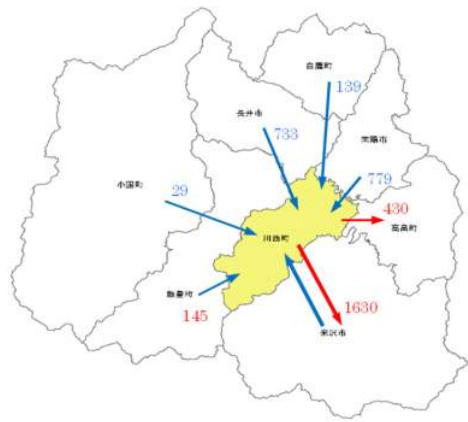 白鷹町
139
長井市
733
南陽市
779
小国町
29
430
高畠町
川西町
飯豊町
145
1630
米沢市